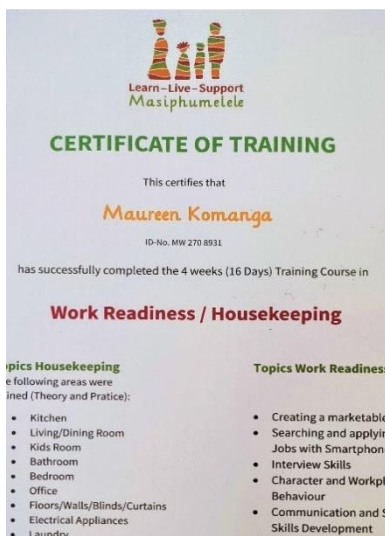 Learn–Live–Support
Masiphumelele
CERTIFICATE OF TRAINING
This certifies that
Maureen Komanga
ID-No. MW 270 8931
has successfully completed the 4 weeks (16 Days) Training Course in
Work Readiness / Housekeeping
opics Housekeeping
e following areas were
ined (Theory and Pratice):
• Kitchen
• Living/Dining Room
• Kids Room
• Bathroom
• Bedroom
• Office
• Floors/Walls/Blinds/Curtains
• Electrical Appliances
• Laundry
Topics Work Readiness
• Creating a marketable
• Searching and applyin
Jobs with Smartphon
• Interview Skills
• Character and Workpl
Behaviour
• Communication and S
Skills Development